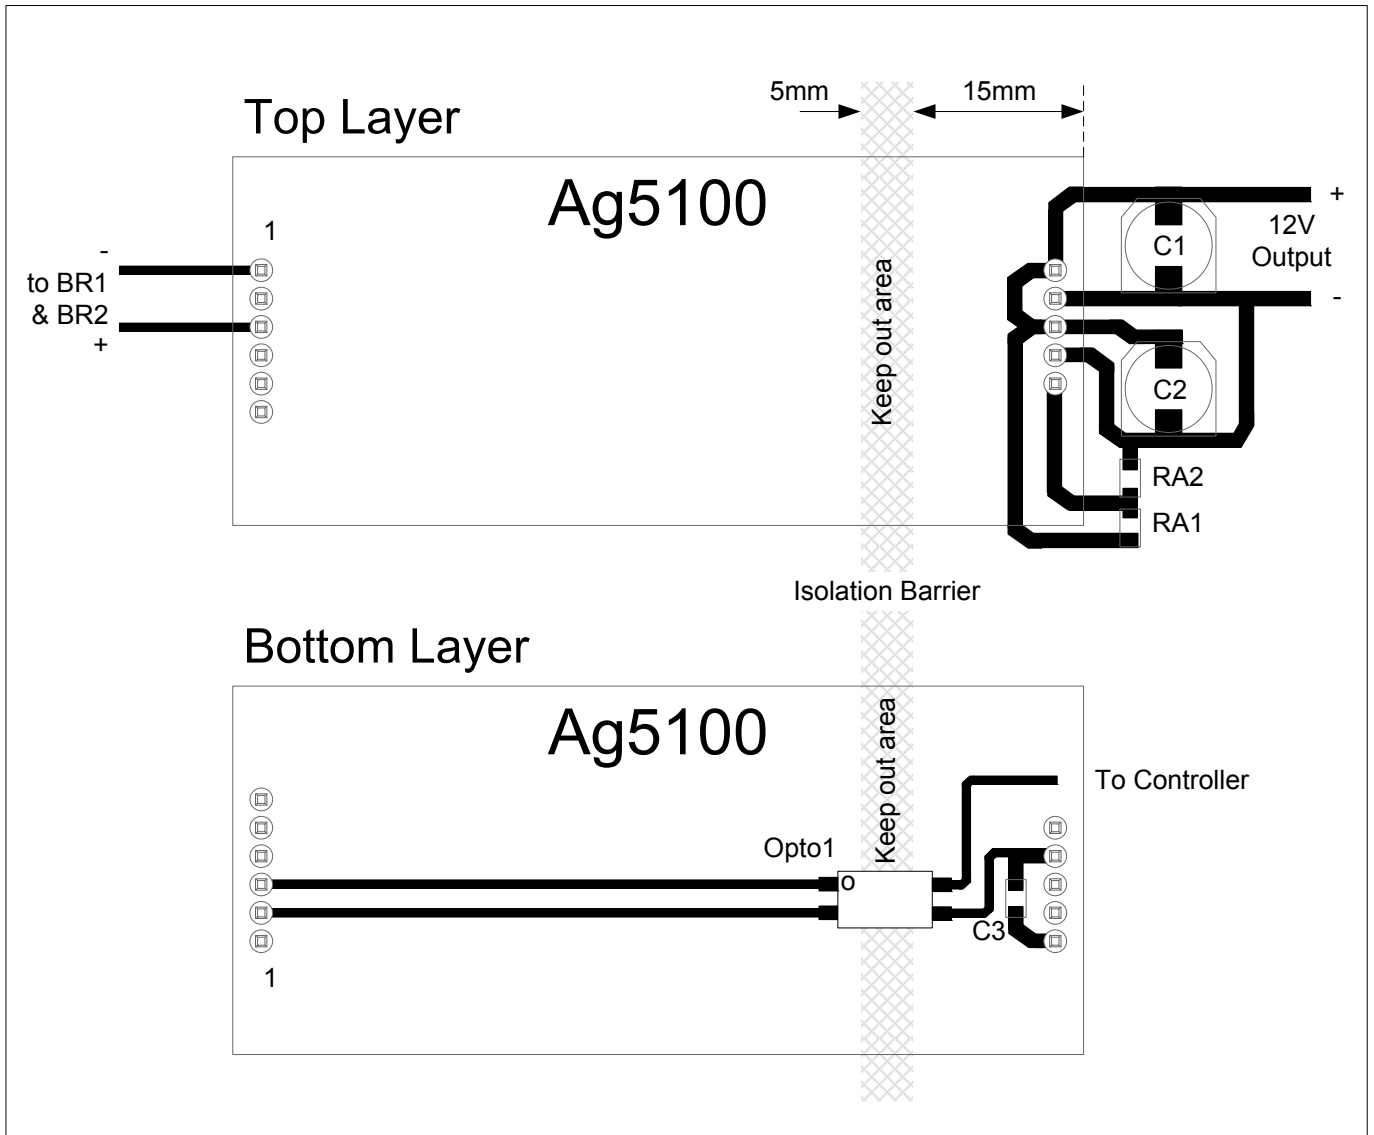 5mm
15mm
Top Layer
Ag5100
1
-
to BR1
& BR2
+
Keep out area
C1
+
12V
Output
-
C2
RA2
RA1
Isolation Barrier
Bottom Layer
Ag5100
Keep out area
To Controller
Opto1
o
C3
1